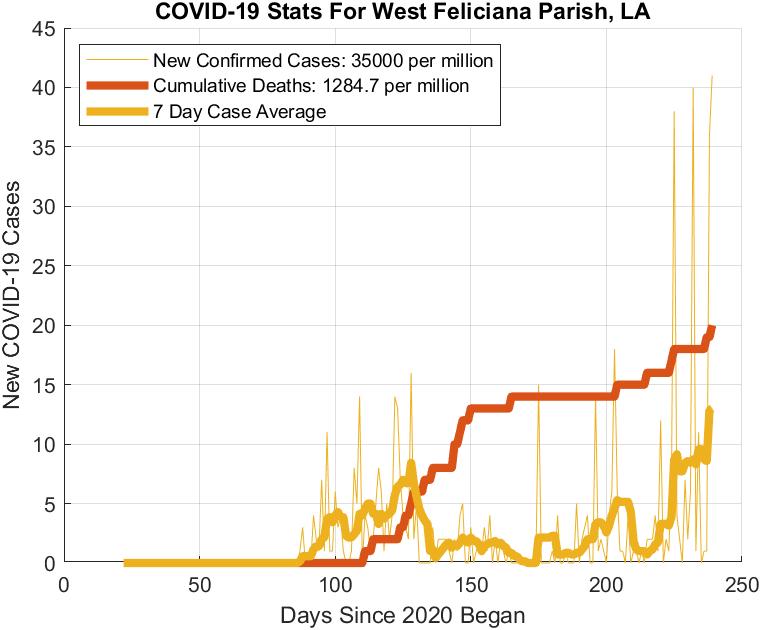 COVID-19 Stats For West Feliciana Parish, LA
New Confirmed Cases: 35000 per million
Cumulative Deaths: 1284.7 per million
7 Day Case Average
New COVID-19 Cases
45
40
35
30
25
20
15
10
5
0
0 50 100 150 200 250
Days Since 2020 Began